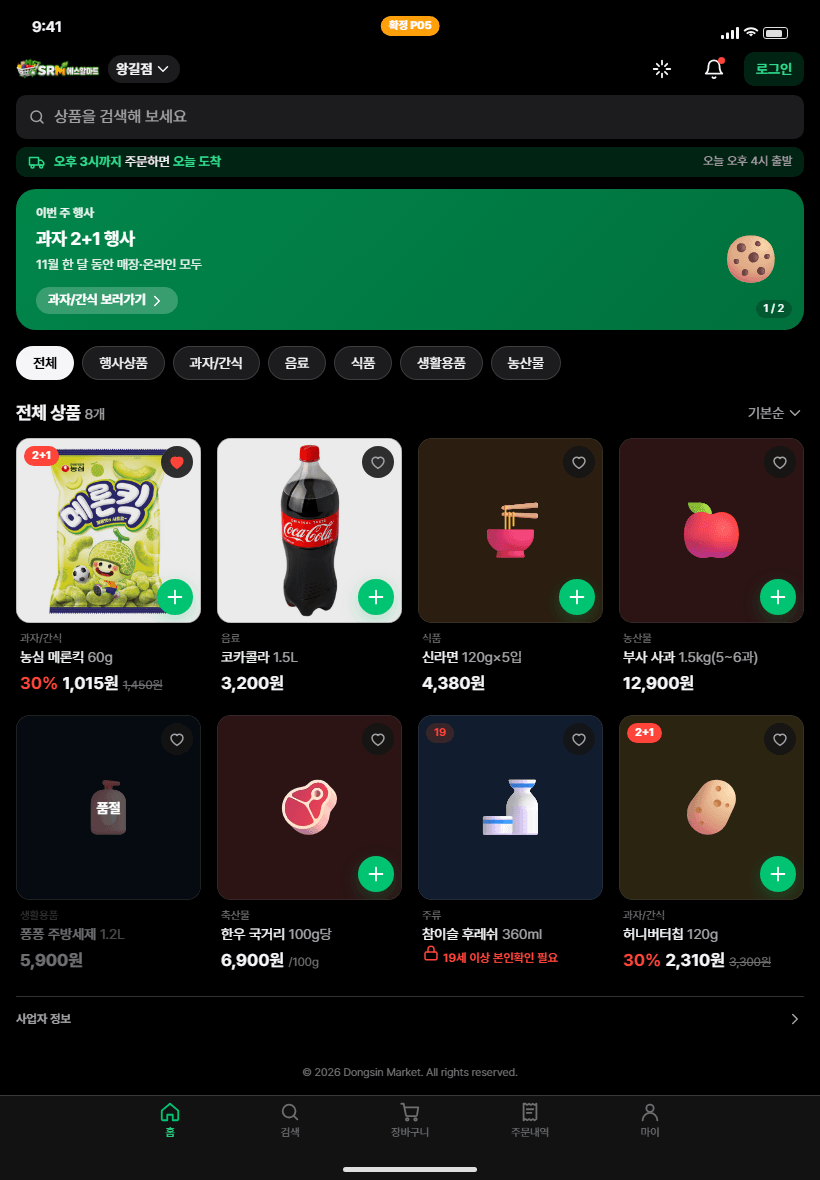 9:41
확정 P05
SRM 에스알마트
왕길점
로그인
상품을 검색해 보세요
오후 3시까지 주문하면 오늘 도착
오늘 오후 4시 출발
이번 주 행사
과자 2+1 행사
11월 한 달 동안 매장·온라인 모두
과자/간식 보러가기
1 / 2
전체
행사상품
과자/간식
음료
식품
생활용품
농산물
전체 상품 8개
기본순
2+1
농심
메론킥
Coca-Cola
과자/간식
농심 메론킥 60g
30% 1,015원 1,450원
음료
코카콜라 1.5L
3,200원
식품
신라면 120g×5입
4,380원
농산물
부사 사과 1.5kg(5~6과)
12,900원
품절
19
2+1
생활용품
퐁퐁 주방세제 1.2L
5,900원
축산물
한우 국거리 100g당
6,900원 /100g
주류
참이슬 후레쉬 360ml
19세 이상 본인확인 필요
과자/간식
허니버터칩 120g
30% 2,310원 3,300원
사업자 정보
© 2026 Dongsin Market. All rights reserved.
홈
검색
장바구니
주문내역
마이